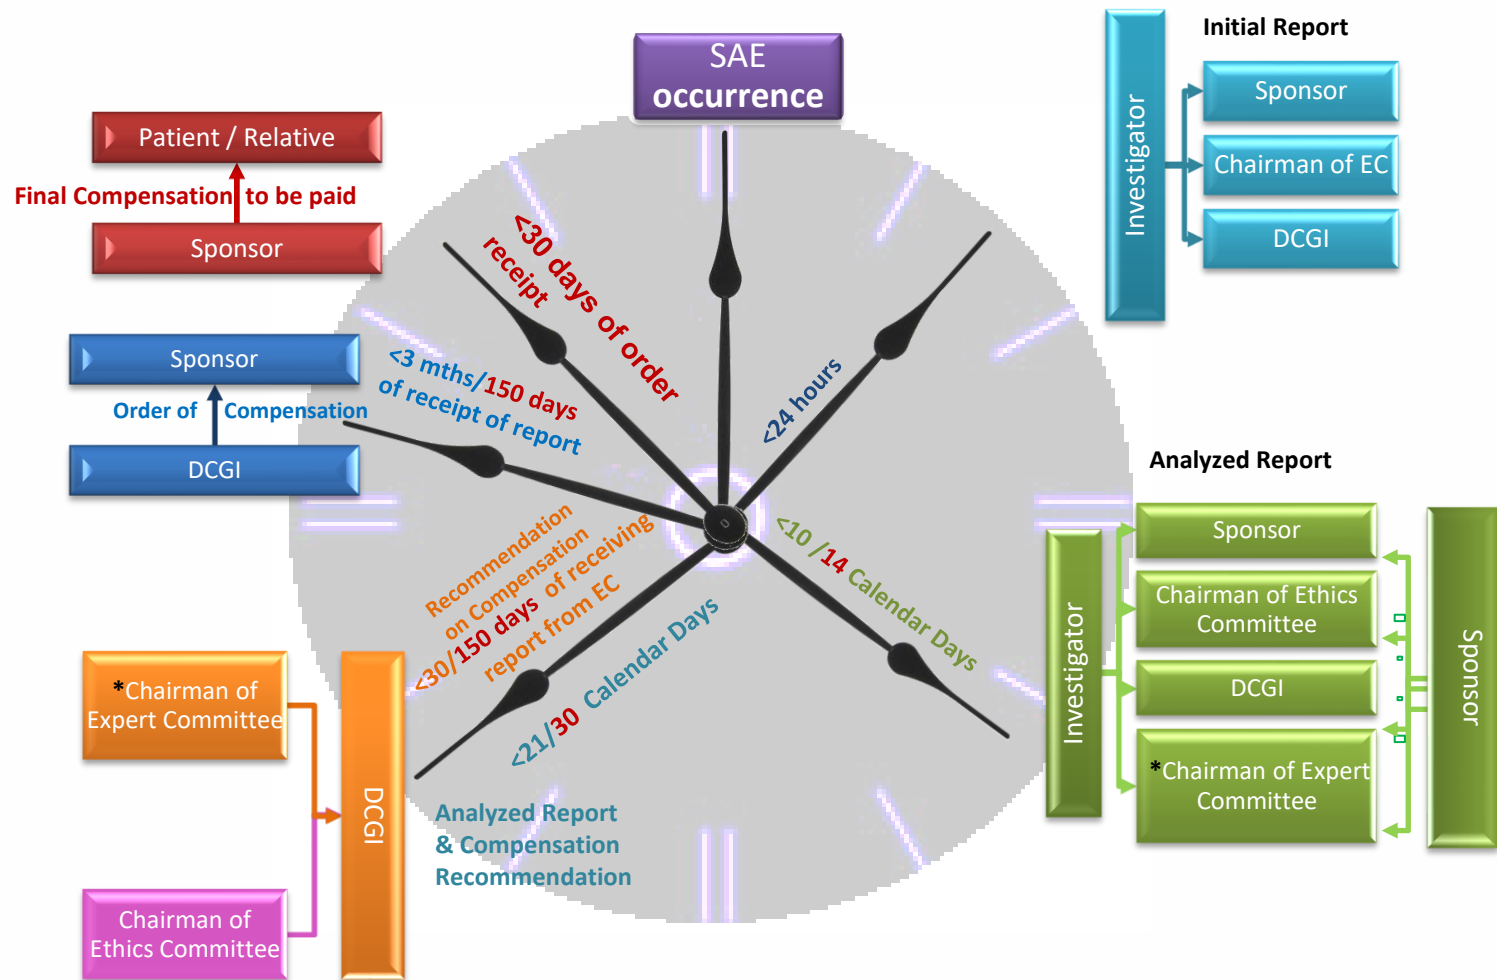 SAE
occurrence
Initial Report
Investigator
Sponsor
Chairman of EC
DCGI
Patient / Relative
Final Compensation to be paid
Sponsor
Sponsor
Order of Compensation
DCGI
<30 days of order
receipt
<3 mths/150 days
of receipt of report
<24 hours
<10 /14 Calendar Days
Recommendation
on Compensation
<30/150 days of receiving
report from EC
<21/30 Calendar Days
Analyzed Report
& Compensation
Recommendation
Analyzed Report
Investigator
Sponsor
Chairman of Ethics
Committee
DCGI
*Chairman of Expert
Committee
Sponsor
*Chairman of
Expert Committee
DCGI
Chairman of
Ethics Committee